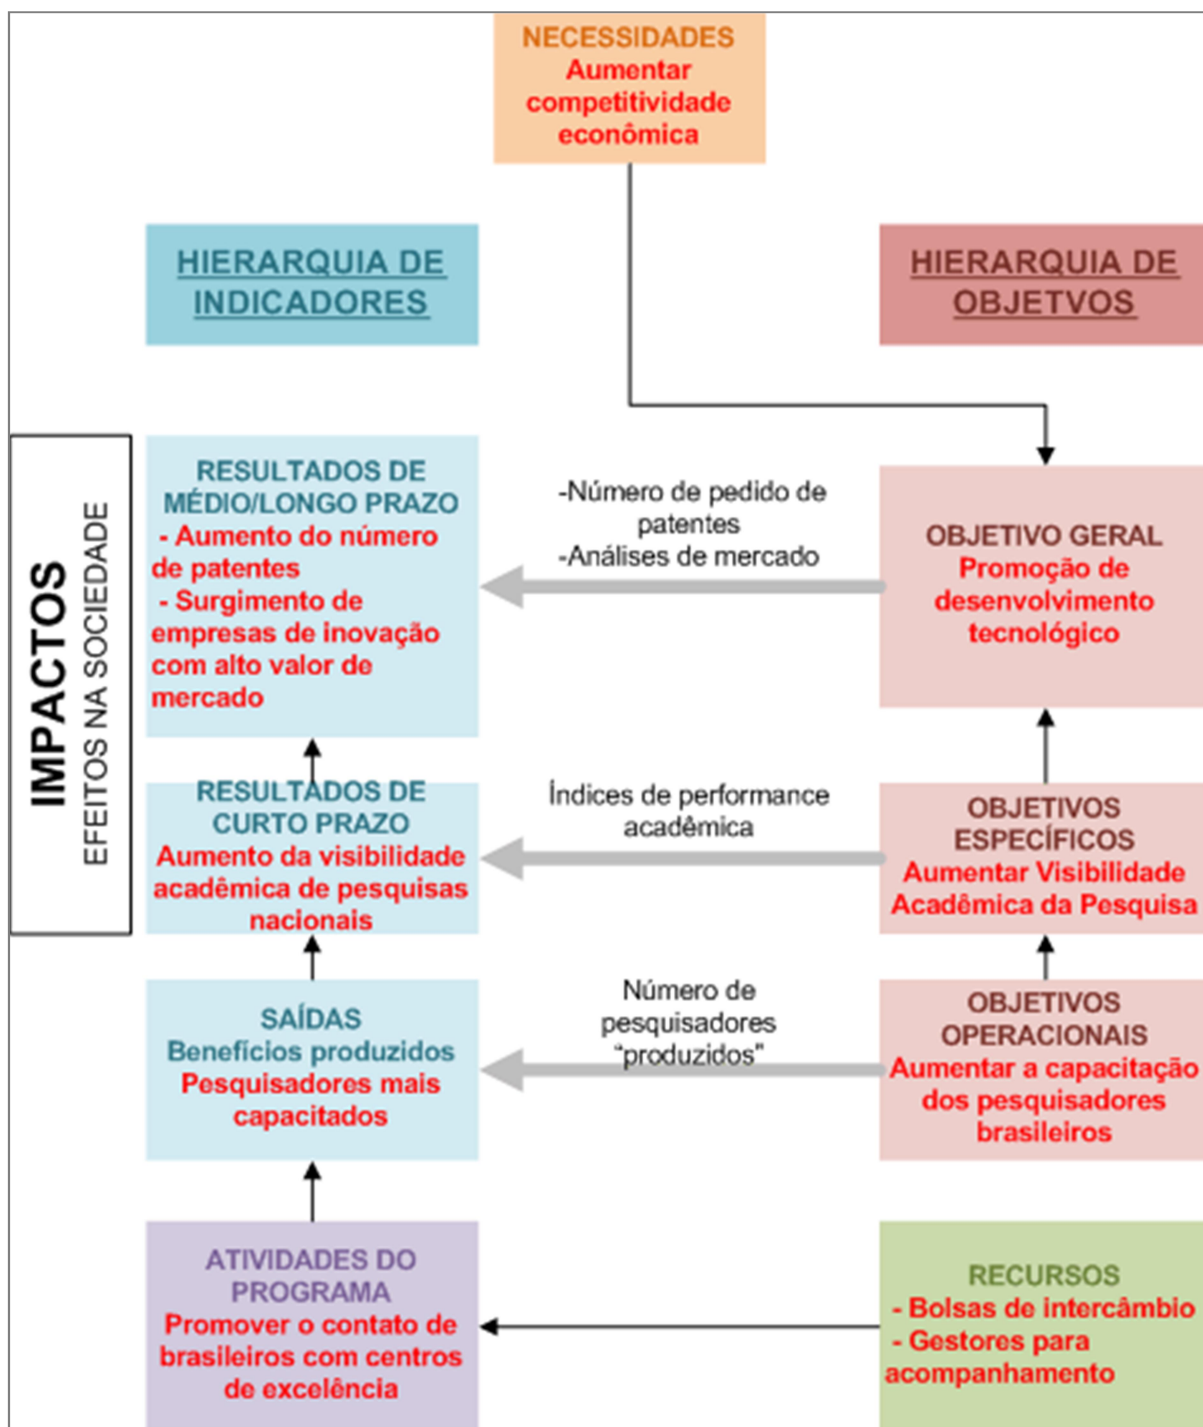 NECESSIDADES
Aumentar
competitividade
econômica
HIERARQUIA DE
INDICADORES
HIERARQUIA DE
OBJETVOS
IMPACTOS
EFEITOS NA SOCIEDADE
RESULTADOS DE
MÉDIO/LONGO PRAZO
- Aumento do número
de patentes
- Surgimento de
empresas de inovação
com alto valor de
mercado
-Número de pedido de
patentes
-Análises de mercado
OBJETIVO GERAL
Promoção de
desenvolvimento
tecnológico
RESULTADOS DE
CURTO PRAZO
Aumento da visibilidade
acadêmica de pesquisas
nacionais
Índices de performance
acadêmica
OBJETIVOS
ESPECÍFICOS
Aumentar Visibilidade
Acadêmica da Pesquisa
SAÍDAS
Benefícios produzidos
Pesquisadores mais
capacitados
Número de
pesquisadores
“produzidos”
OBJETIVOS
OPERACIONAIS
Aumentar a capacitação
dos pesquisadores
brasileiros
ATIVIDADES DO
PROGRAMA
Promover o contato de
brasileiros com centros
de excelência
RECURSOS
- Bolsas de intercâmbio
- Gestores para
acompanhamento